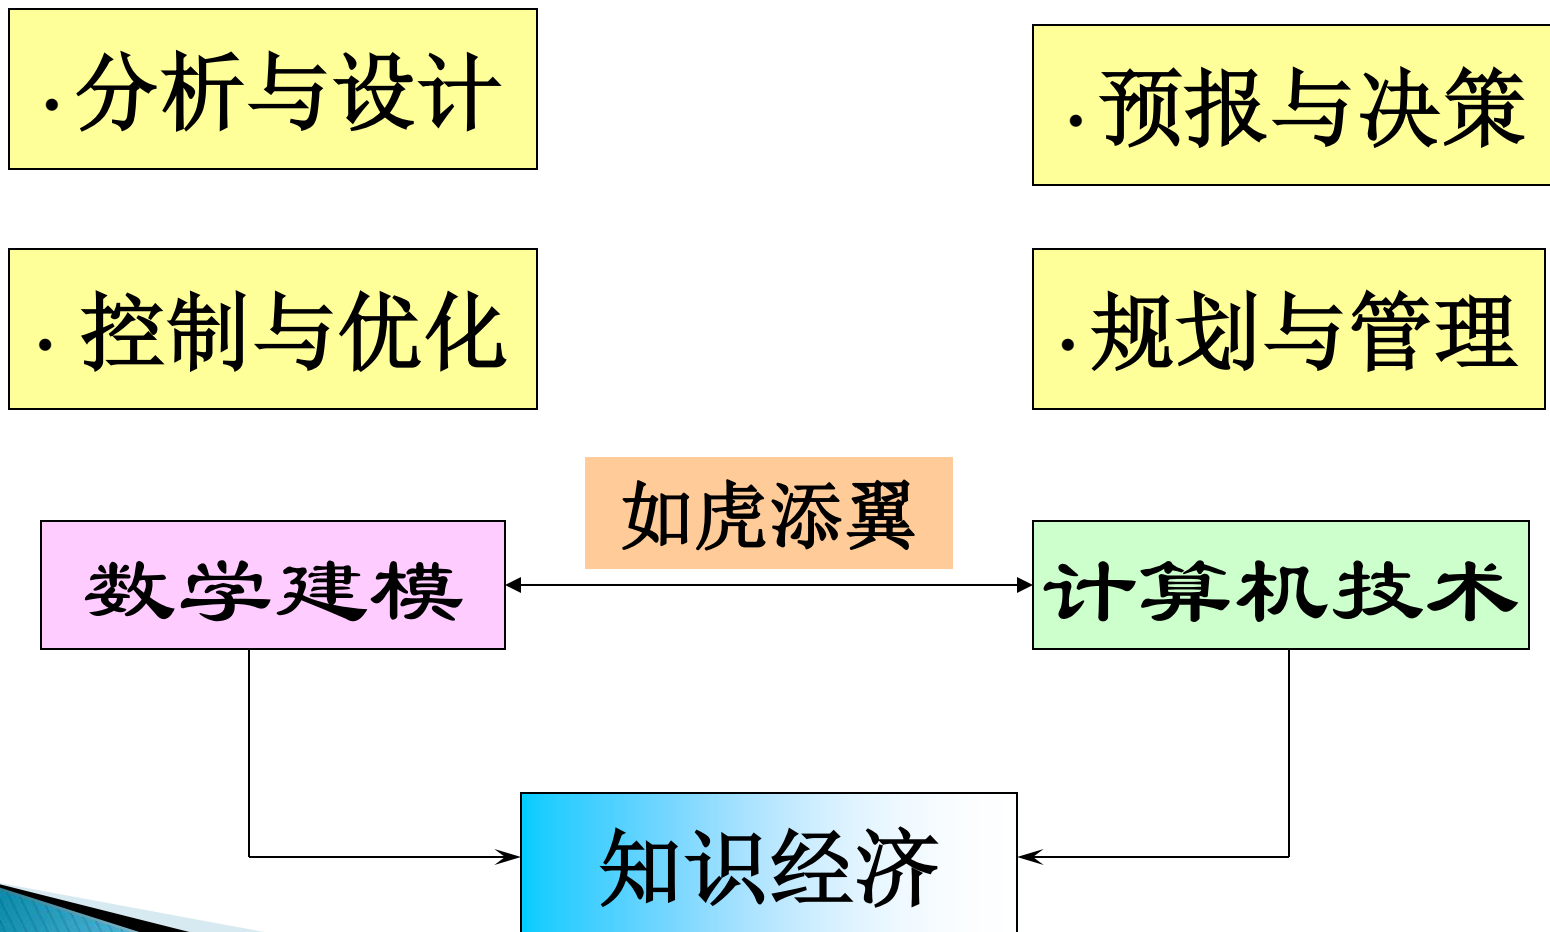 ·分析与设计
·预报与决策
·控制与优化
·规划与管理
如虎添翼
数学建模
计算机技术
知识经济